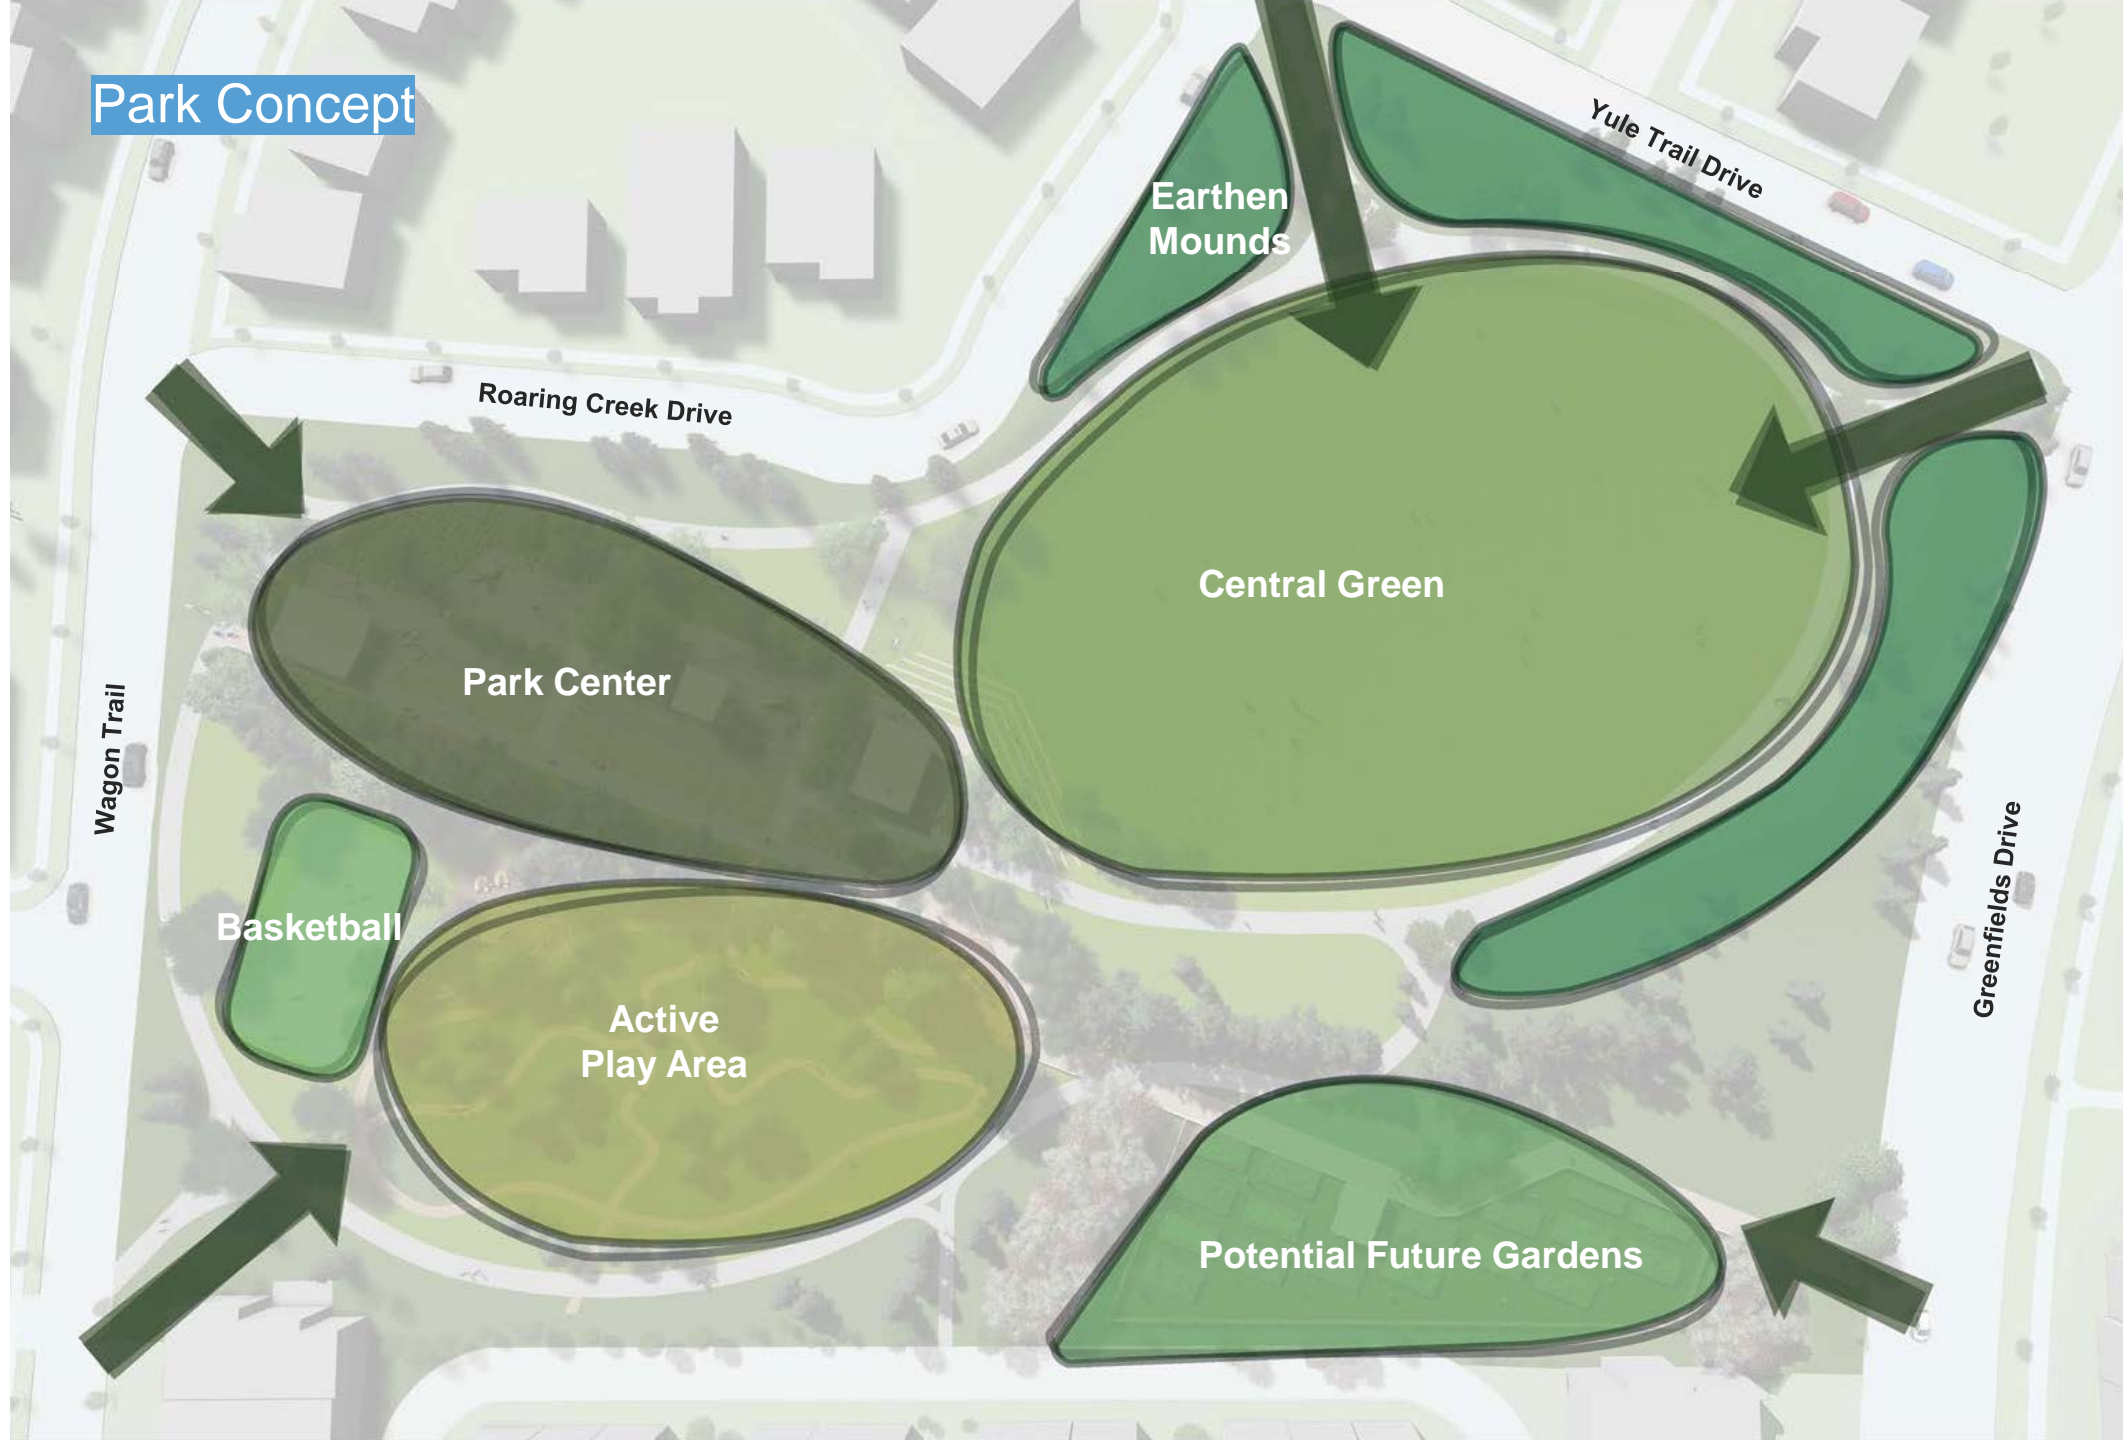 Park Concept
Yule Trail Drive
Earthen
Mounds
Roaring Creek Drive
Central Green
Park Center
Wagon Trail
Basketball
Greenfields Drive
Active
Play Area
Potential Future Gardens